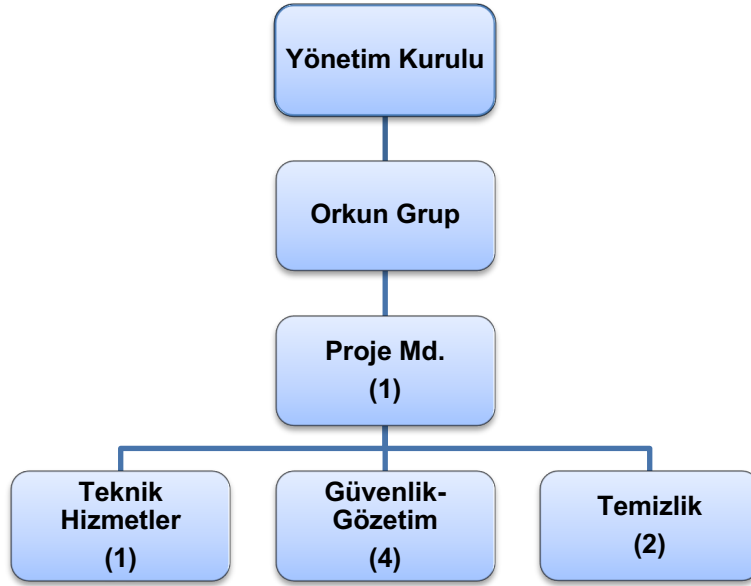 Yönetim Kurulu
Orkun Grup
Proje Md.
(1)
Teknik
Hizmetler
(1)
Güvenlik-
Gözetim
(4)
Temizlik
(2)